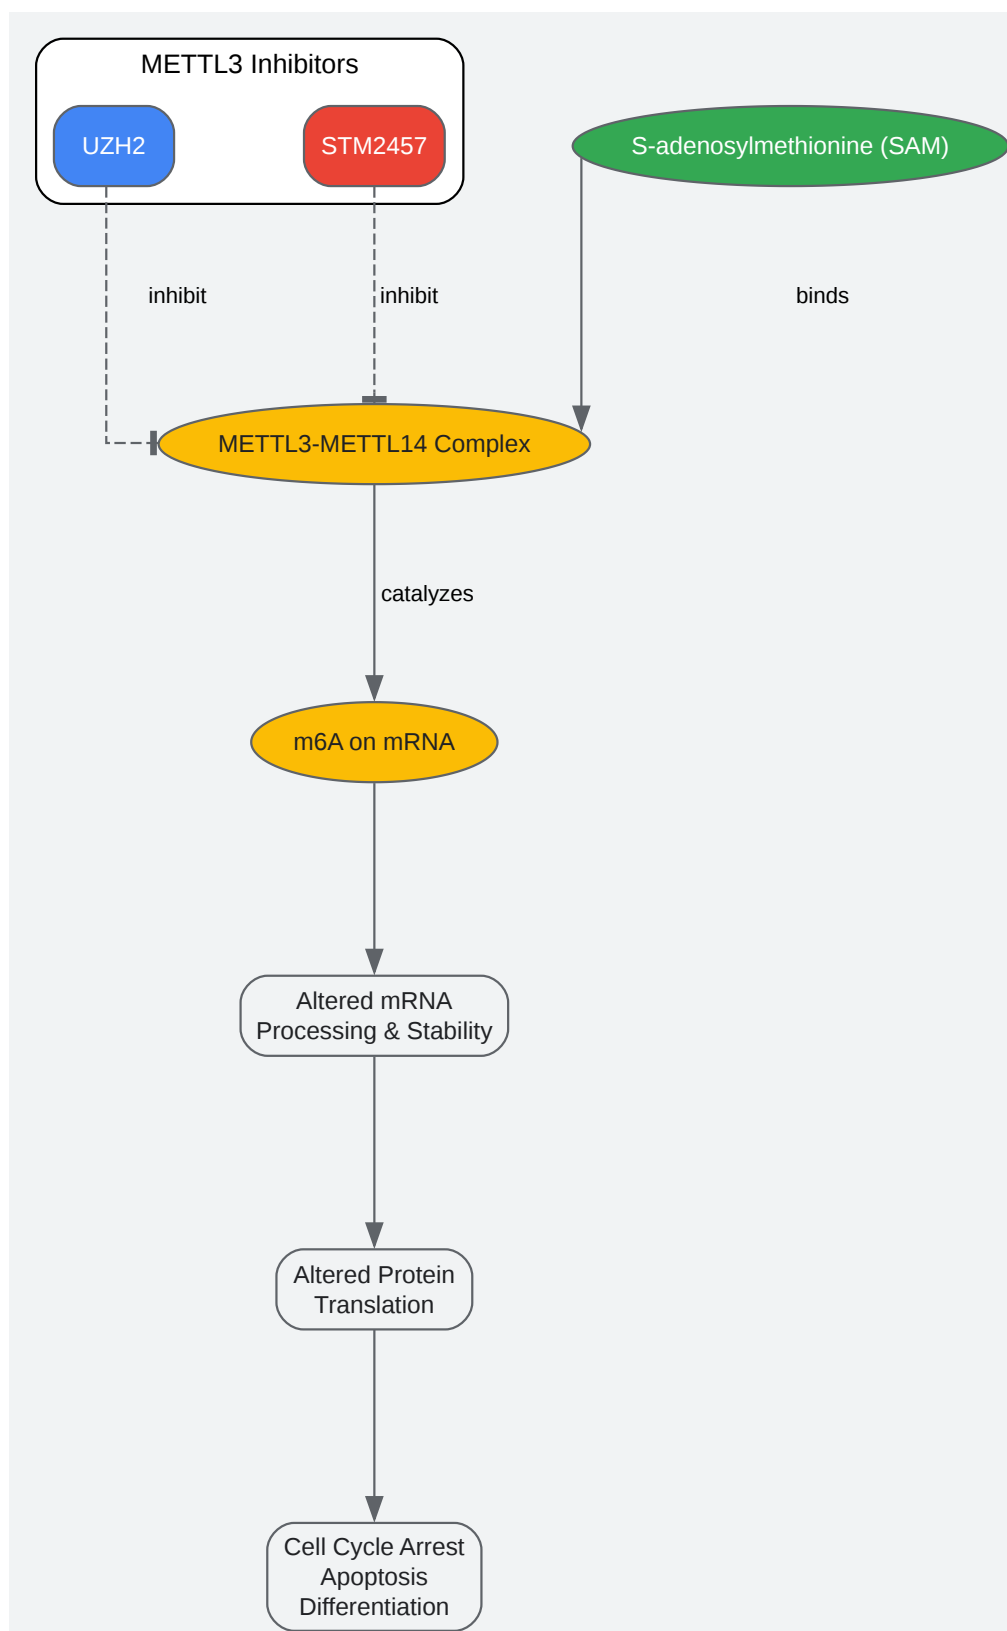 METTL3 Inhibitors
UZH2
STM2457
S-adenosylmethionine (SAM)
inhibit
inhibit
binds
METTL3-METTL14 Complex
catalyzes
m6A on mRNA
Altered mRNA
Processing & Stability
Altered Protein
Translation
Cell Cycle Arrest
Apoptosis
Differentiation